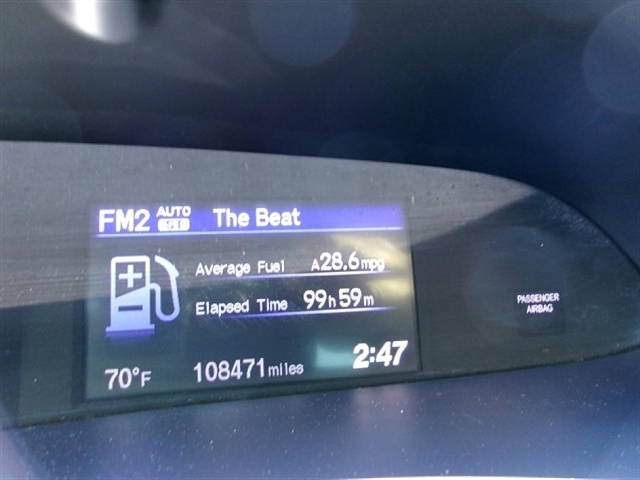 FM2 AUTO The Beat
Average Fuel A28.6mpg
Elapsed Time 99h59m
2:47
70°F 108471miles
PASSENGER
AIRBAG